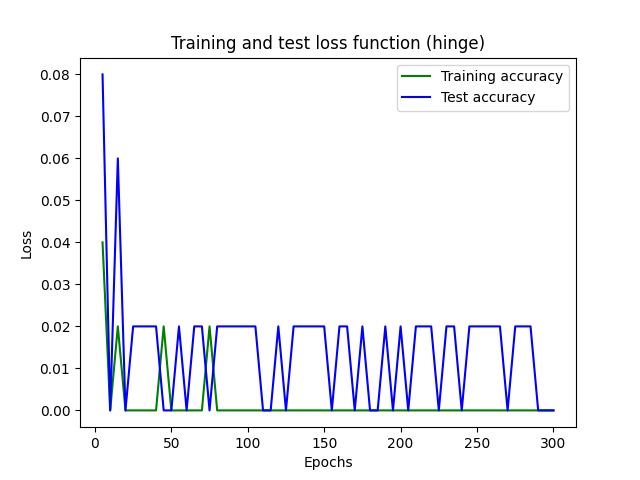 Training and test loss function (hinge)
Training accuracy
Test accuracy
0.08
0.07
0.06
0.05
0.04
0.03
0.02
0.01
0.00
Loss
0 50 100 150 200 250 300
Epochs